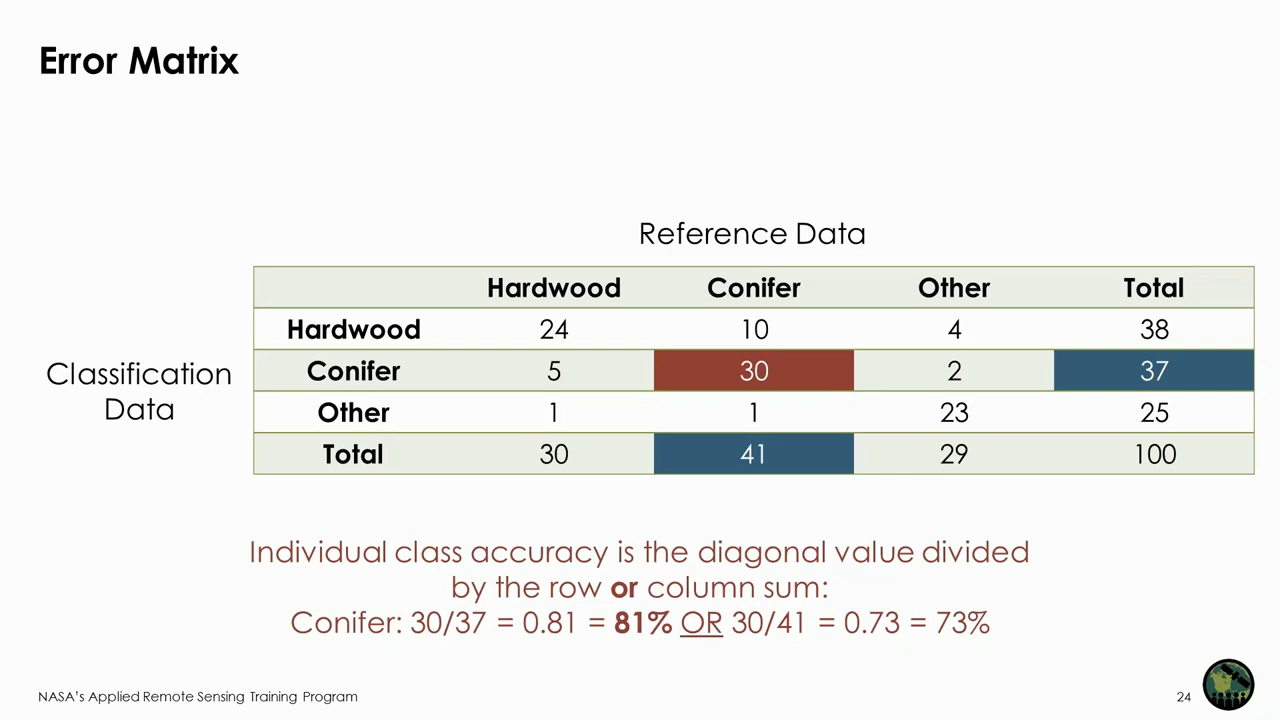 Error Matrix
Reference Data
Hardwood Conifer Other Total
Hardwood 24 10 4 38
Classification
Data
Conifer 5 30 2 37
Other 1 1 23 25
Total 30 41 29 100
Individual class accuracy is the diagonal value divided
by the row or column sum:
Conifer: 30/37 = 0.81 = 81% OR 30/41 = 0.73 = 73%
NASA's Applied Remote Sensing Training Program
24